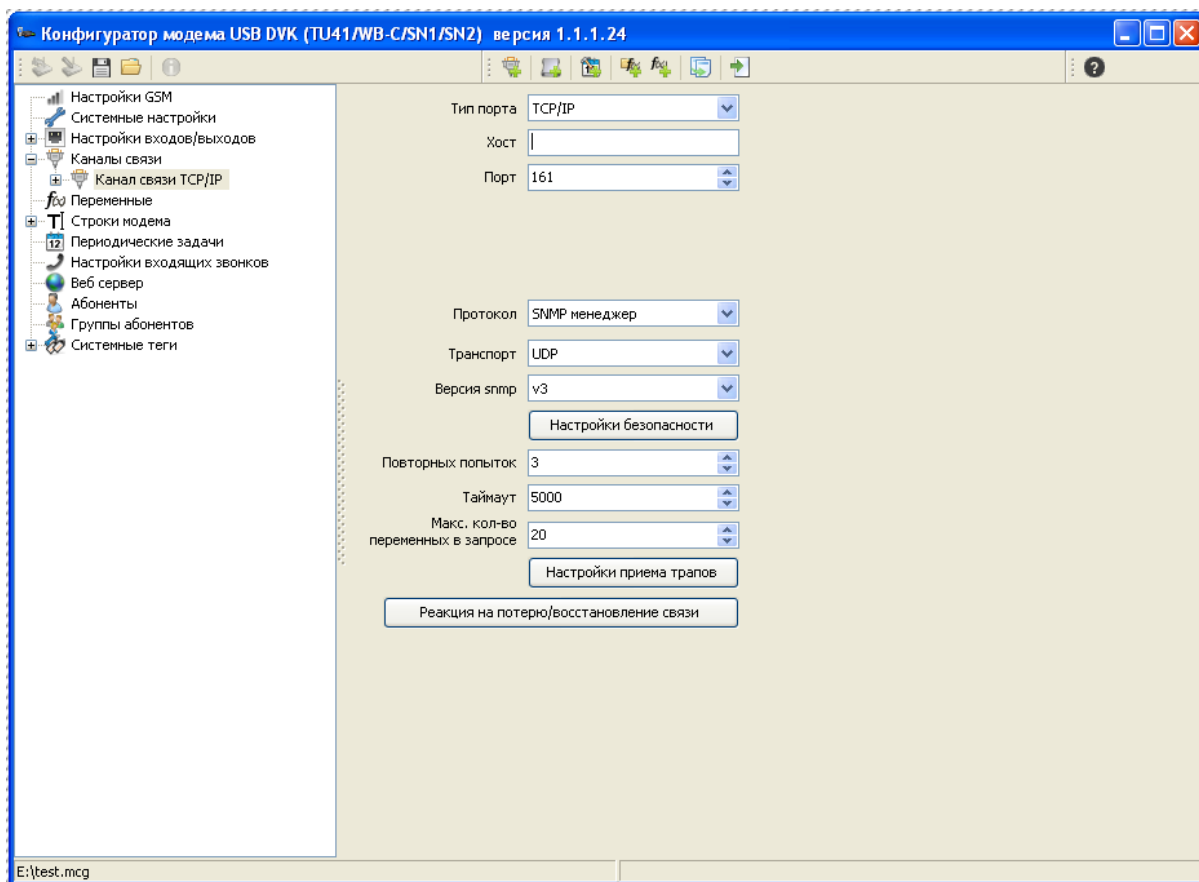 Конфигуратор модема USB DVK (TU41/WB-C/SN1/SN2) версия 1.1.1.24
Настройки GSM
Системные настройки
Настройки входов/выходов
Каналы связи
Канал связи TCP/IP
f(x) Переменные
Строки модема
12 Периодические задачи
Настройки входящих звонков
Веб сервер
Абоненты
Группы абонентов
Системные теги
Тип порта TCP/IP
Хост
Порт 161
Протокол SNMP менеджер
Транспорт UDP
Версия snmp v3
Настройки безопасности
Повторных попыток 3
Таймаут 5000
Макс. кол-во
переменных в запросе 20
Настройки приема трапов
Реакция на потерю/восстановление связи
E:\test.mcg